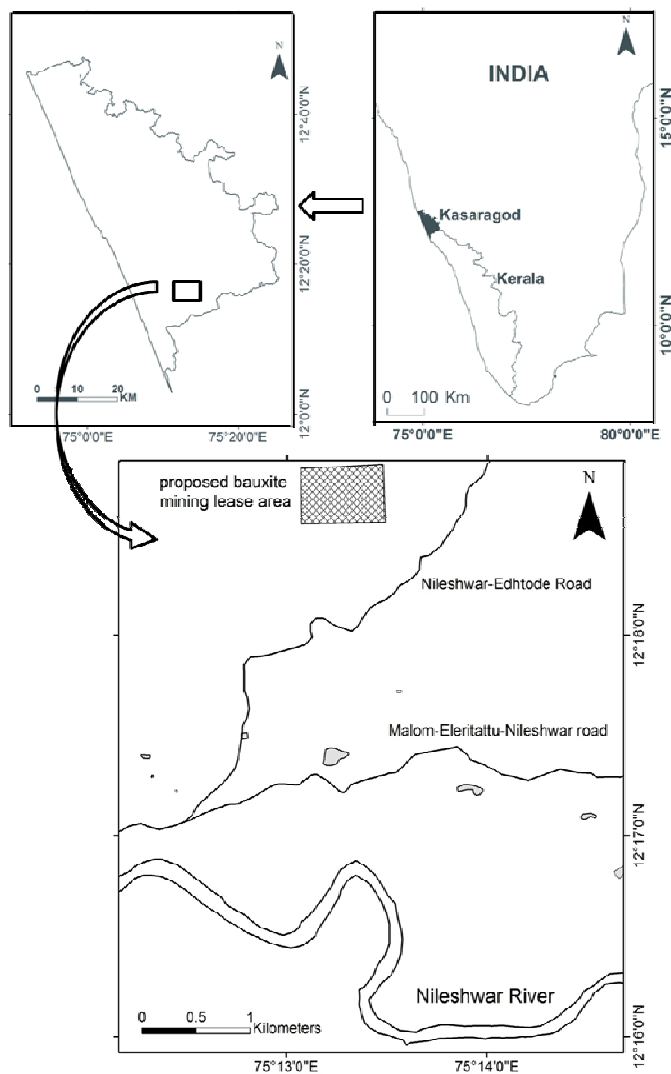 N
12°40'0"N
12°20'0"N
12°0'0"N
0 10 20
KM
75°0'0"E 75°20'0"E
N
INDIA
15°0'0"N
Kasaragod
Kerala
10°0'0"N
0 100 Km
75°0'0"E 80°0'0"E
proposed bauxite
mining lease area
N
Nileshwar-Edhtode Road
12°18'0"N
Malom-Eleritattu-Nileshwar road
12°17'0"N
Nileshwar River
0 0.5 1
Kilometers
12°16'0"N
75°13'0"E 75°14'0"E